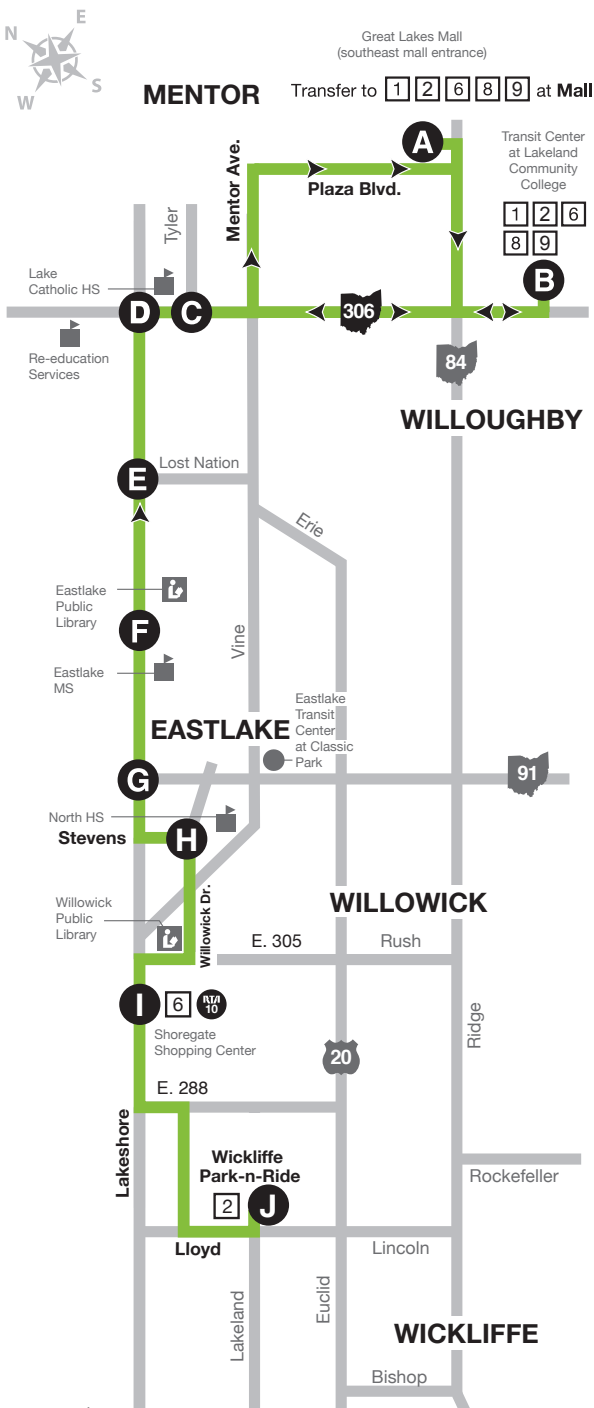 N
E
S
W
Great Lakes Mall
(southeast mall entrance)
MENTOR
Transfer to 1 2 6 8 9 at Mall
A
Transit Center
at Lakeland
Community
College
1 2 6
8 9
B
Mentor Ave.
Plaza Blvd.
Tyler
Lake
Catholic HS
D
C
306
Re-education
Services
84
WILLOUGHBY
E
Lost Nation
Erie
Eastlake
Public
Library
F
Vine
Eastlake
MS
EASTLAKE
Eastlake
Transit
Center
at Classic
Park
G
91
North HS
Stevens
H
Willowick Dr.
Willowick
Public
Library
WILLOWICK
E. 305
Rush
I
6
RTA
10
Shoregate
Shopping Center
Ridge
20
E. 288
Lakeshore
Wickliffe
Park-n-Ride
2
J
Rockefeller
Lloyd
Lincoln
Lakeland
Euclid
WICKLIFFE
Bishop